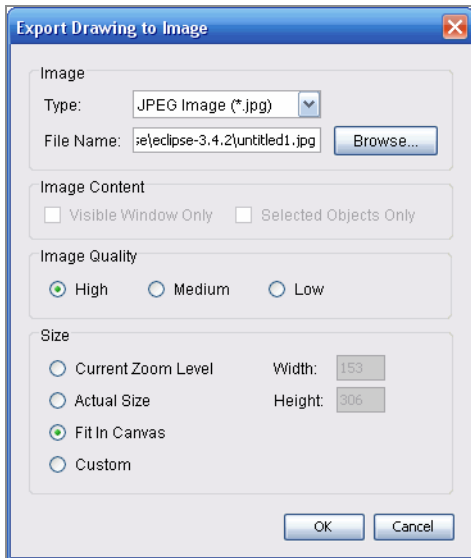 Export Drawing to Image
Image
Type: JPEG Image (*.jpg)
File Name: se\eclipse-3.4.2\untitled1.jpg Browse...
Image Content
Visible Window Only Selected Objects Only
Image Quality
High Medium Low
Size
Current Zoom Level Width: 153
Actual Size Height: 306
Fit In Canvas
Custom
OK Cancel